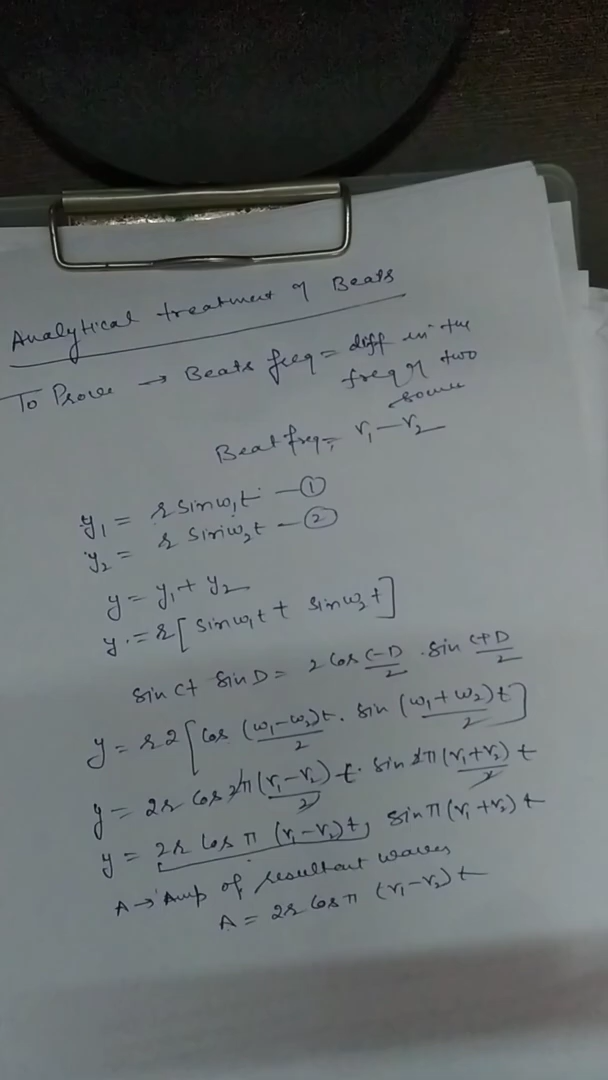 Analytical treatment of Beats
To Prove → Beats freq = diff in the
freq of two
source
Beat freq = ν₁ - ν₂
y₁ = r sin ω₁t - ①
y₂ = r sin ω₂t - ②
y = y₁ + y₂
y = r [ sin ω₁t + sin ω₂t ]
sin C + sin D = 2 cos (C-D)/2 . sin (C+D)/2
y = r 2 [ cos (ω₁-ω₂)t/2 . sin (ω₁+ω₂)t/2 ]
y = 2r cos 2π (ν₁-ν₂)/2 t . sin 2π (ν₁+ν₂)/2 t
y = 2r cos π (ν₁-ν₂)t, sin π (ν₁+ν₂) t
A → Amp of resultant waves
A = 2r cos π (ν₁-ν₂) t